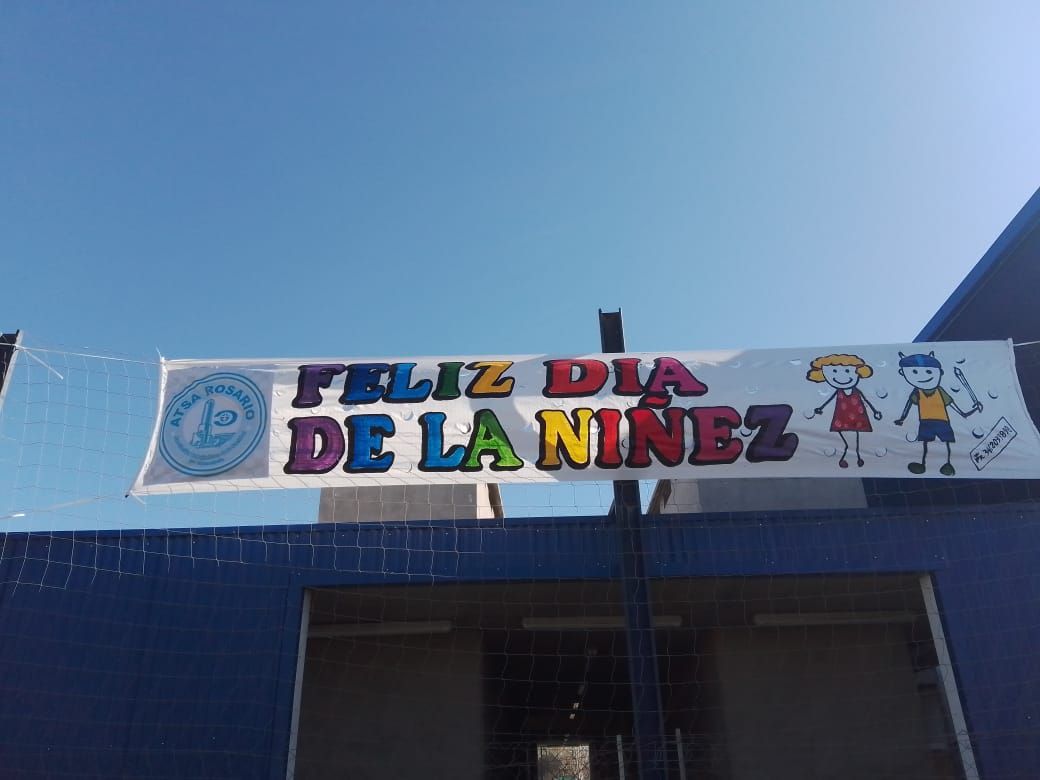 ATSA ROSARIO
FELIZ DIA
DE LA NIÑEZ